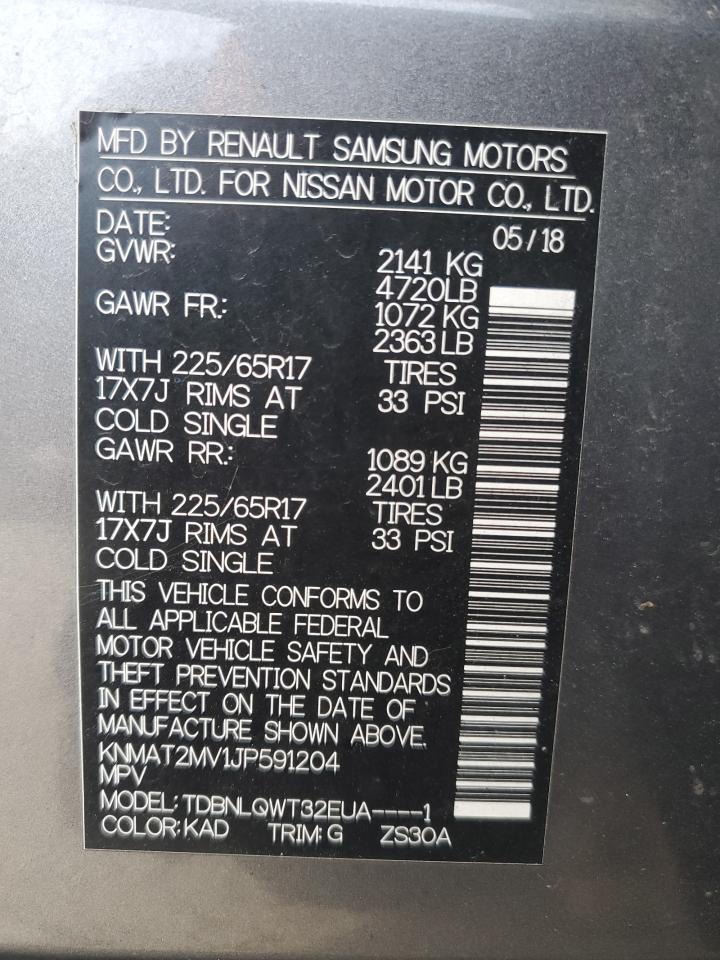 MFD BY RENAULT SAMSUNG MOTORS
CO., LTD. FOR NISSAN MOTOR CO., LTD.
DATE: 05/18
GVWR: 2141 KG
4720LB
GAWR FR.: 1072 KG
2363 LB
WITH 225/65R17 TIRES
17X7J RIMS AT 33 PSI
COLD SINGLE
GAWR RR.: 1089 KG
2401 LB
WITH 225/65R17 TIRES
17X7J RIMS AT 33 PSI
COLD SINGLE
THIS VEHICLE CONFORMS TO
ALL APPLICABLE FEDERAL
MOTOR VEHICLE SAFETY AND
THEFT PREVENTION STANDARDS
IN EFFECT ON THE DATE OF
MANUFACTURE SHOWN ABOVE.
KNMAT2MV1JP591204
MPV
MODEL: TDBNLQWT32EUA----1
COLOR: KAD TRIM: G ZS30A